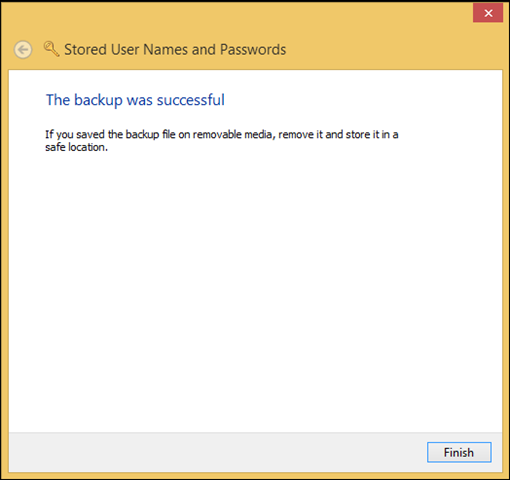 Stored User Names and Passwords
The backup was successful
If you saved the backup file on removable media, remove it and store it in a
safe location.
Finish